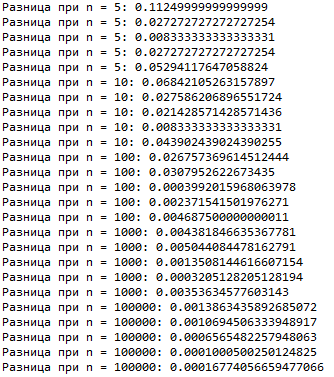 Разница при n = 5: 0.11249999999999999
Разница при n = 5: 0.027272727272727254
Разница при n = 5: 0.008333333333333331
Разница при n = 5: 0.027272727272727254
Разница при n = 5: 0.05294117647058824
Разница при n = 10: 0.06842105263157897
Разница при n = 10: 0.027586206896551724
Разница при n = 10: 0.021428571428571436
Разница при n = 10: 0.008333333333333331
Разница при n = 10: 0.043902439024390255
Разница при n = 100: 0.026757369614512444
Разница при n = 100: 0.0307952622673435
Разница при n = 100: 0.0003992015968063978
Разница при n = 100: 0.002371541501976271
Разница при n = 100: 0.004687500000000011
Разница при n = 1000: 0.004381846635367781
Разница при n = 1000: 0.005044084478162791
Разница при n = 1000: 0.0013508144616607154
Разница при n = 1000: 0.0003205128205128194
Разница при n = 1000: 0.00353634577603143
Разница при n = 100000: 0.0013863435892685072
Разница при n = 100000: 0.0010694506333948917
Разница при n = 100000: 0.0006565482257948063
Разница при n = 100000: 0.0001000500250124825
Разница при n = 100000: 0.00016774056659477066